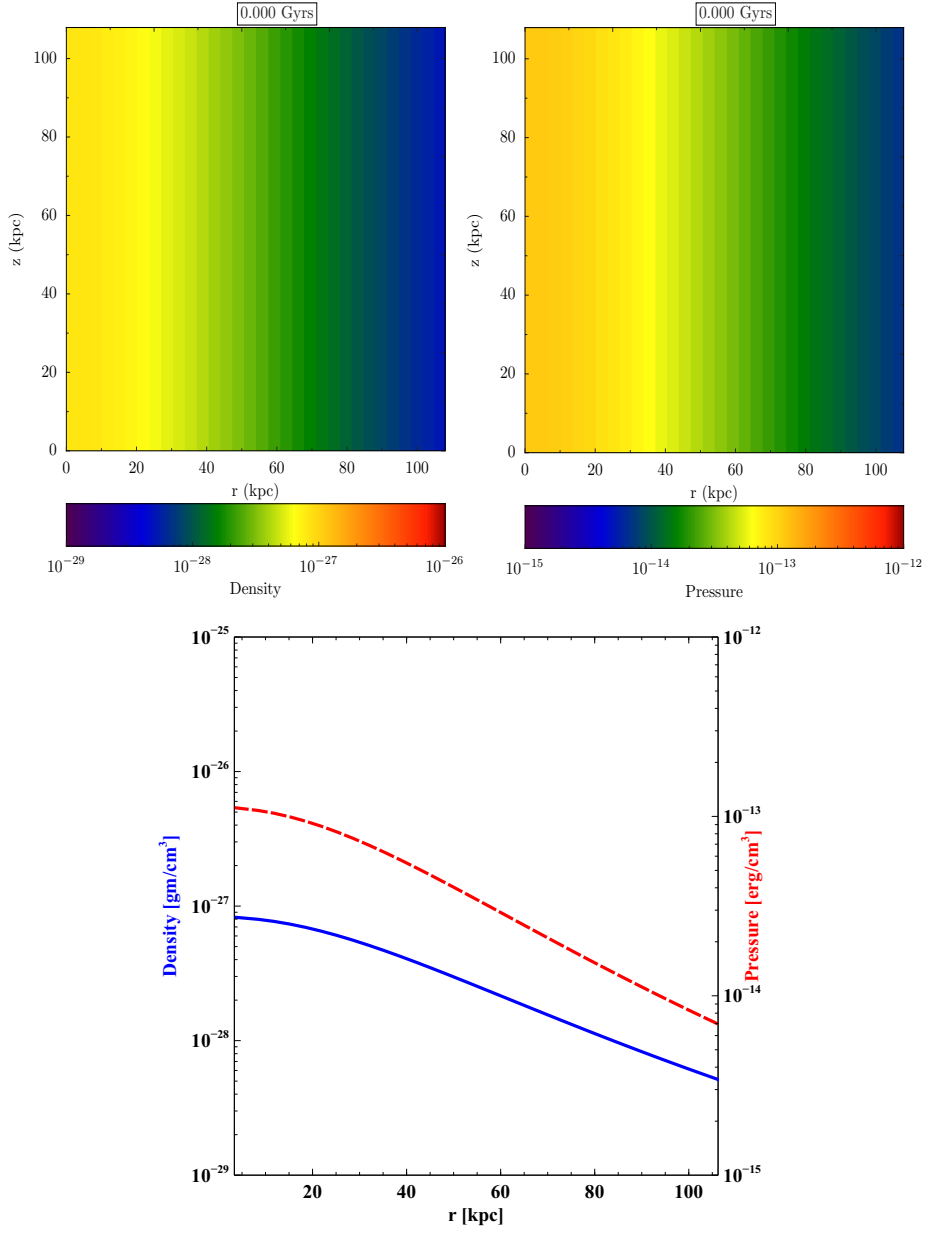 0.000 Gyrs
100
80
60
40
20
0
z (kpc)
0 20 40 60 80 100
r (kpc)
10^{-29} 10^{-28} 10^{-27} 10^{-26}
Density
0.000 Gyrs
100
80
60
40
20
0
z (kpc)
0 20 40 60 80 100
r (kpc)
10^{-15} 10^{-14} 10^{-13} 10^{-12}
Pressure
10^{-25}
10^{-26}
10^{-27}
10^{-28}
10^{-29}
Density [gm/cm^3]
10^{-12}
10^{-13}
10^{-14}
10^{-15}
Pressure [erg/cm^3]
20 40 60 80 100
r [kpc]